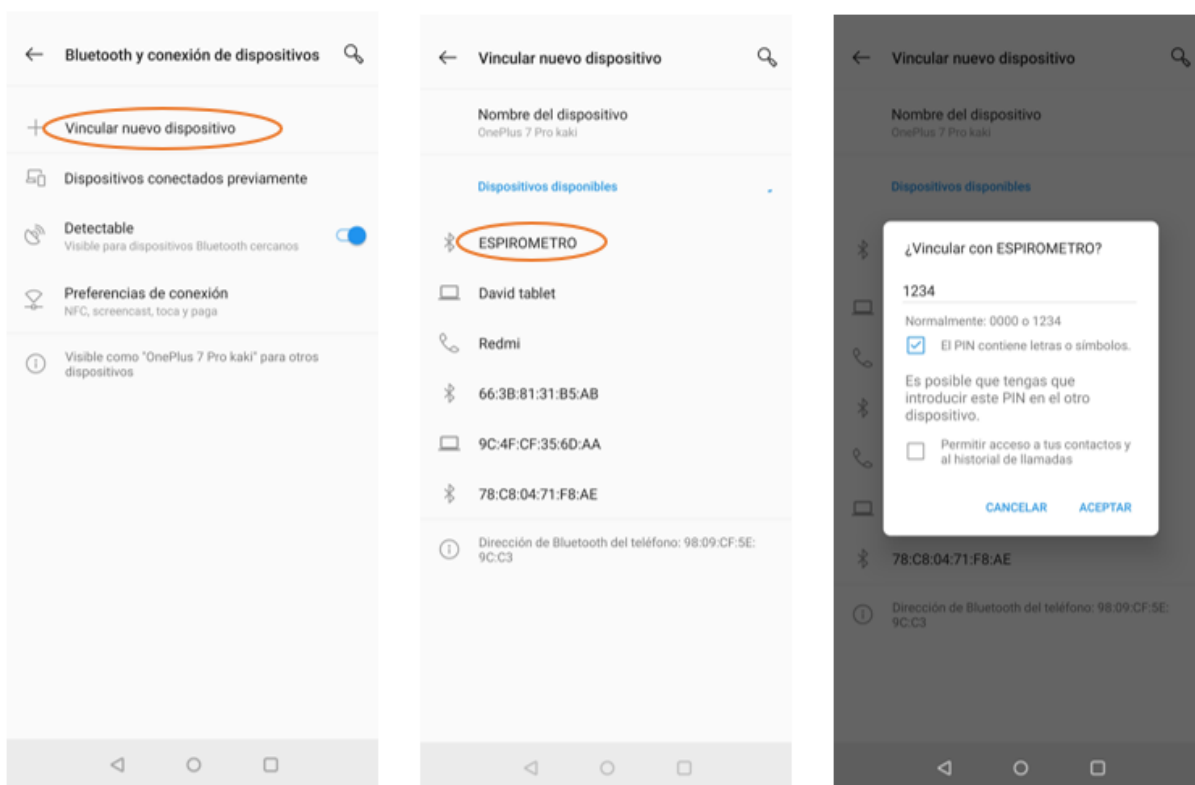 Bluetooth y conexión de dispositivos
Vincular nuevo dispositivo
Dispositivos conectados previamente
Detectable
Visible para dispositivos Bluetooth cercanos
Preferencias de conexión
NFC, screencast, toca y paga
Visible como "OnePlus 7 Pro kaki" para otros
dispositivos
Vincular nuevo dispositivo
Nombre del dispositivo
OnePlus 7 Pro kaki
Dispositivos disponibles
ESPIROMETRO
David tablet
Redmi
66:3B:81:31:B5:AB
9C:4F:CF:35:6D:AA
78:C8:04:71:F8:AE
Dirección de Bluetooth del teléfono: 98:09:CF:5E:
9C:C3
Vincular nuevo dispositivo
Nombre del dispositivo
OnePlus 7 Pro kaki
Dispositivos disponibles
¿Vincular con ESPIROMETRO?
1234
Normalmente: 0000 o 1234
El PIN contiene letras o símbolos.
Es posible que tengas que
introducir este PIN en el otro
dispositivo.
Permitir acceso a tus contactos y
al historial de llamadas
CANCELAR ACEPTAR
78:C8:04:71:F8:AE
Dirección de Bluetooth del teléfono: 98:09:CF:5E:
9C:C3